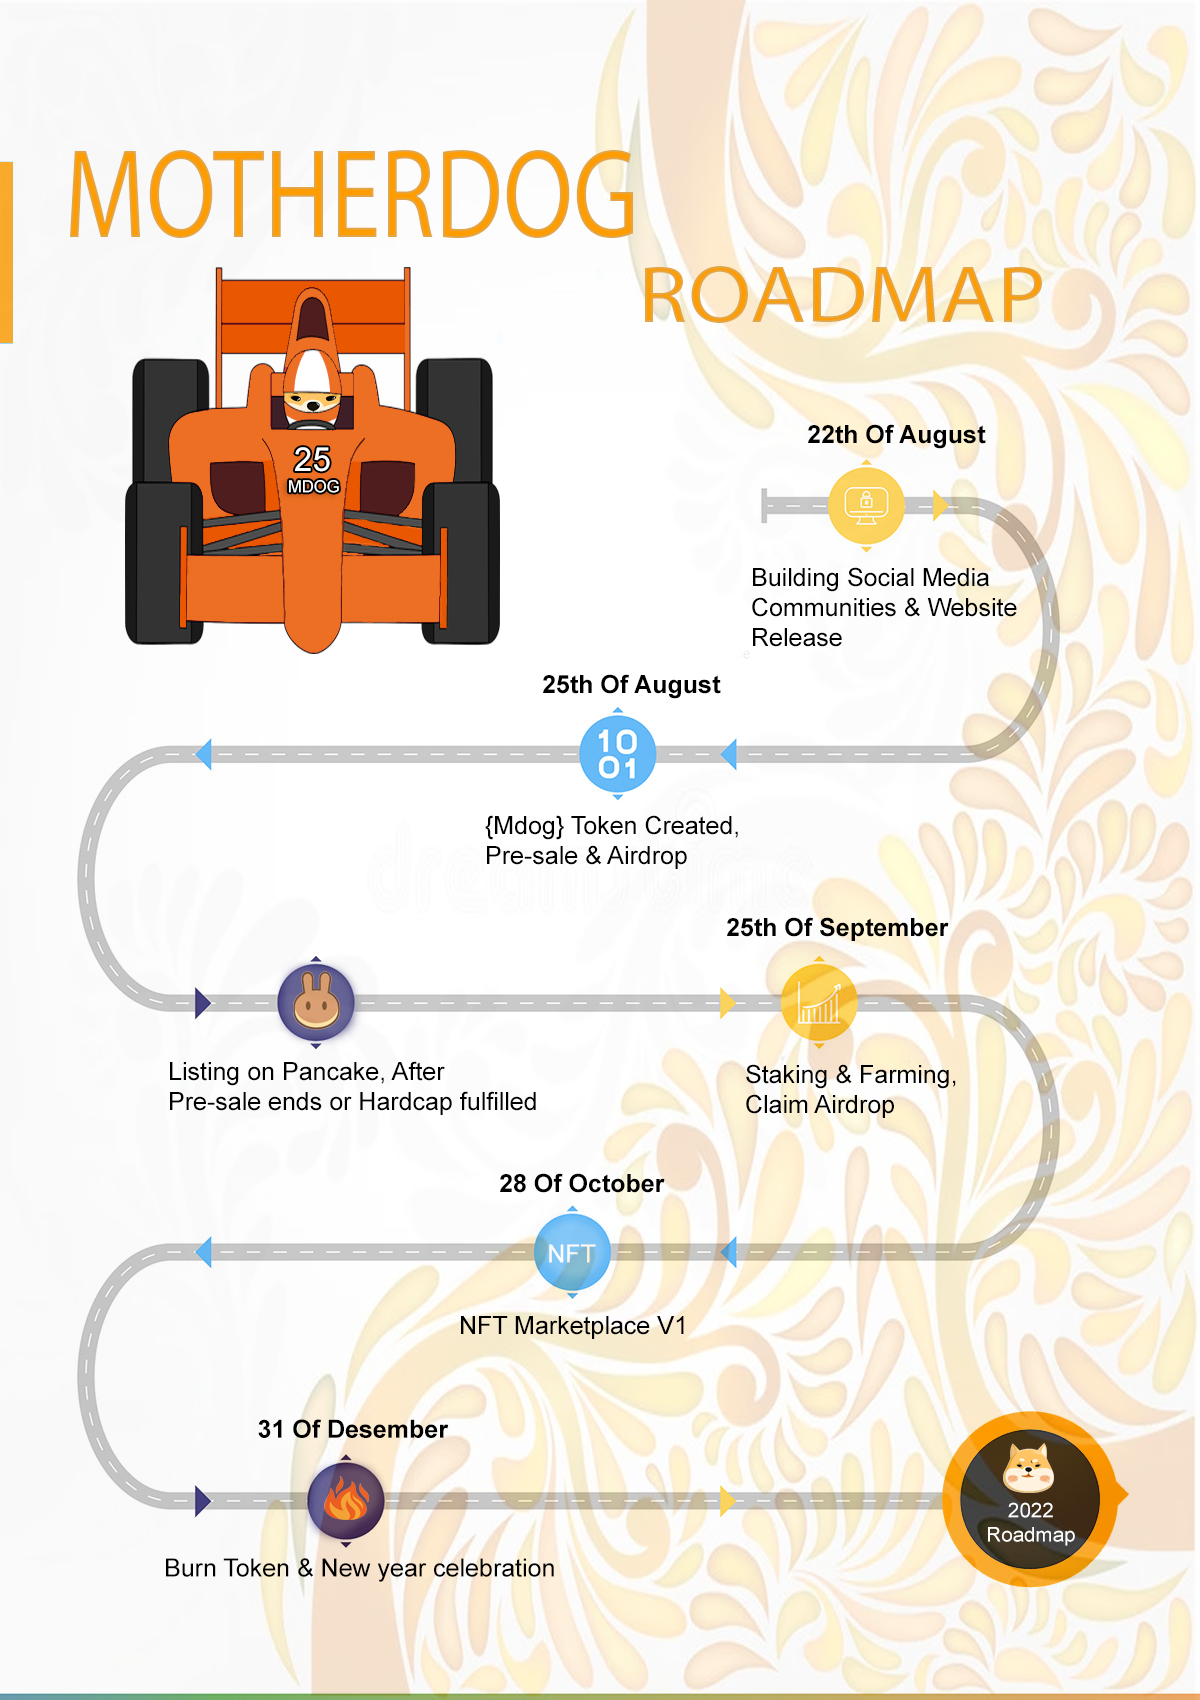 MOTHERDOG
ROADMAP
25
MDOG
22th Of August
Building Social Media
Communities & Website
Release
25th Of August
10
01
{Mdog} Token Created,
Pre-sale & Airdrop
25th Of September
Listing on Pancake, After
Pre-sale ends or Hardcap fulfilled
Staking & Farming,
Claim Airdrop
28 Of October
NFT
NFT Marketplace V1
31 Of Desember
Burn Token & New year celebration
2022
Roadmap